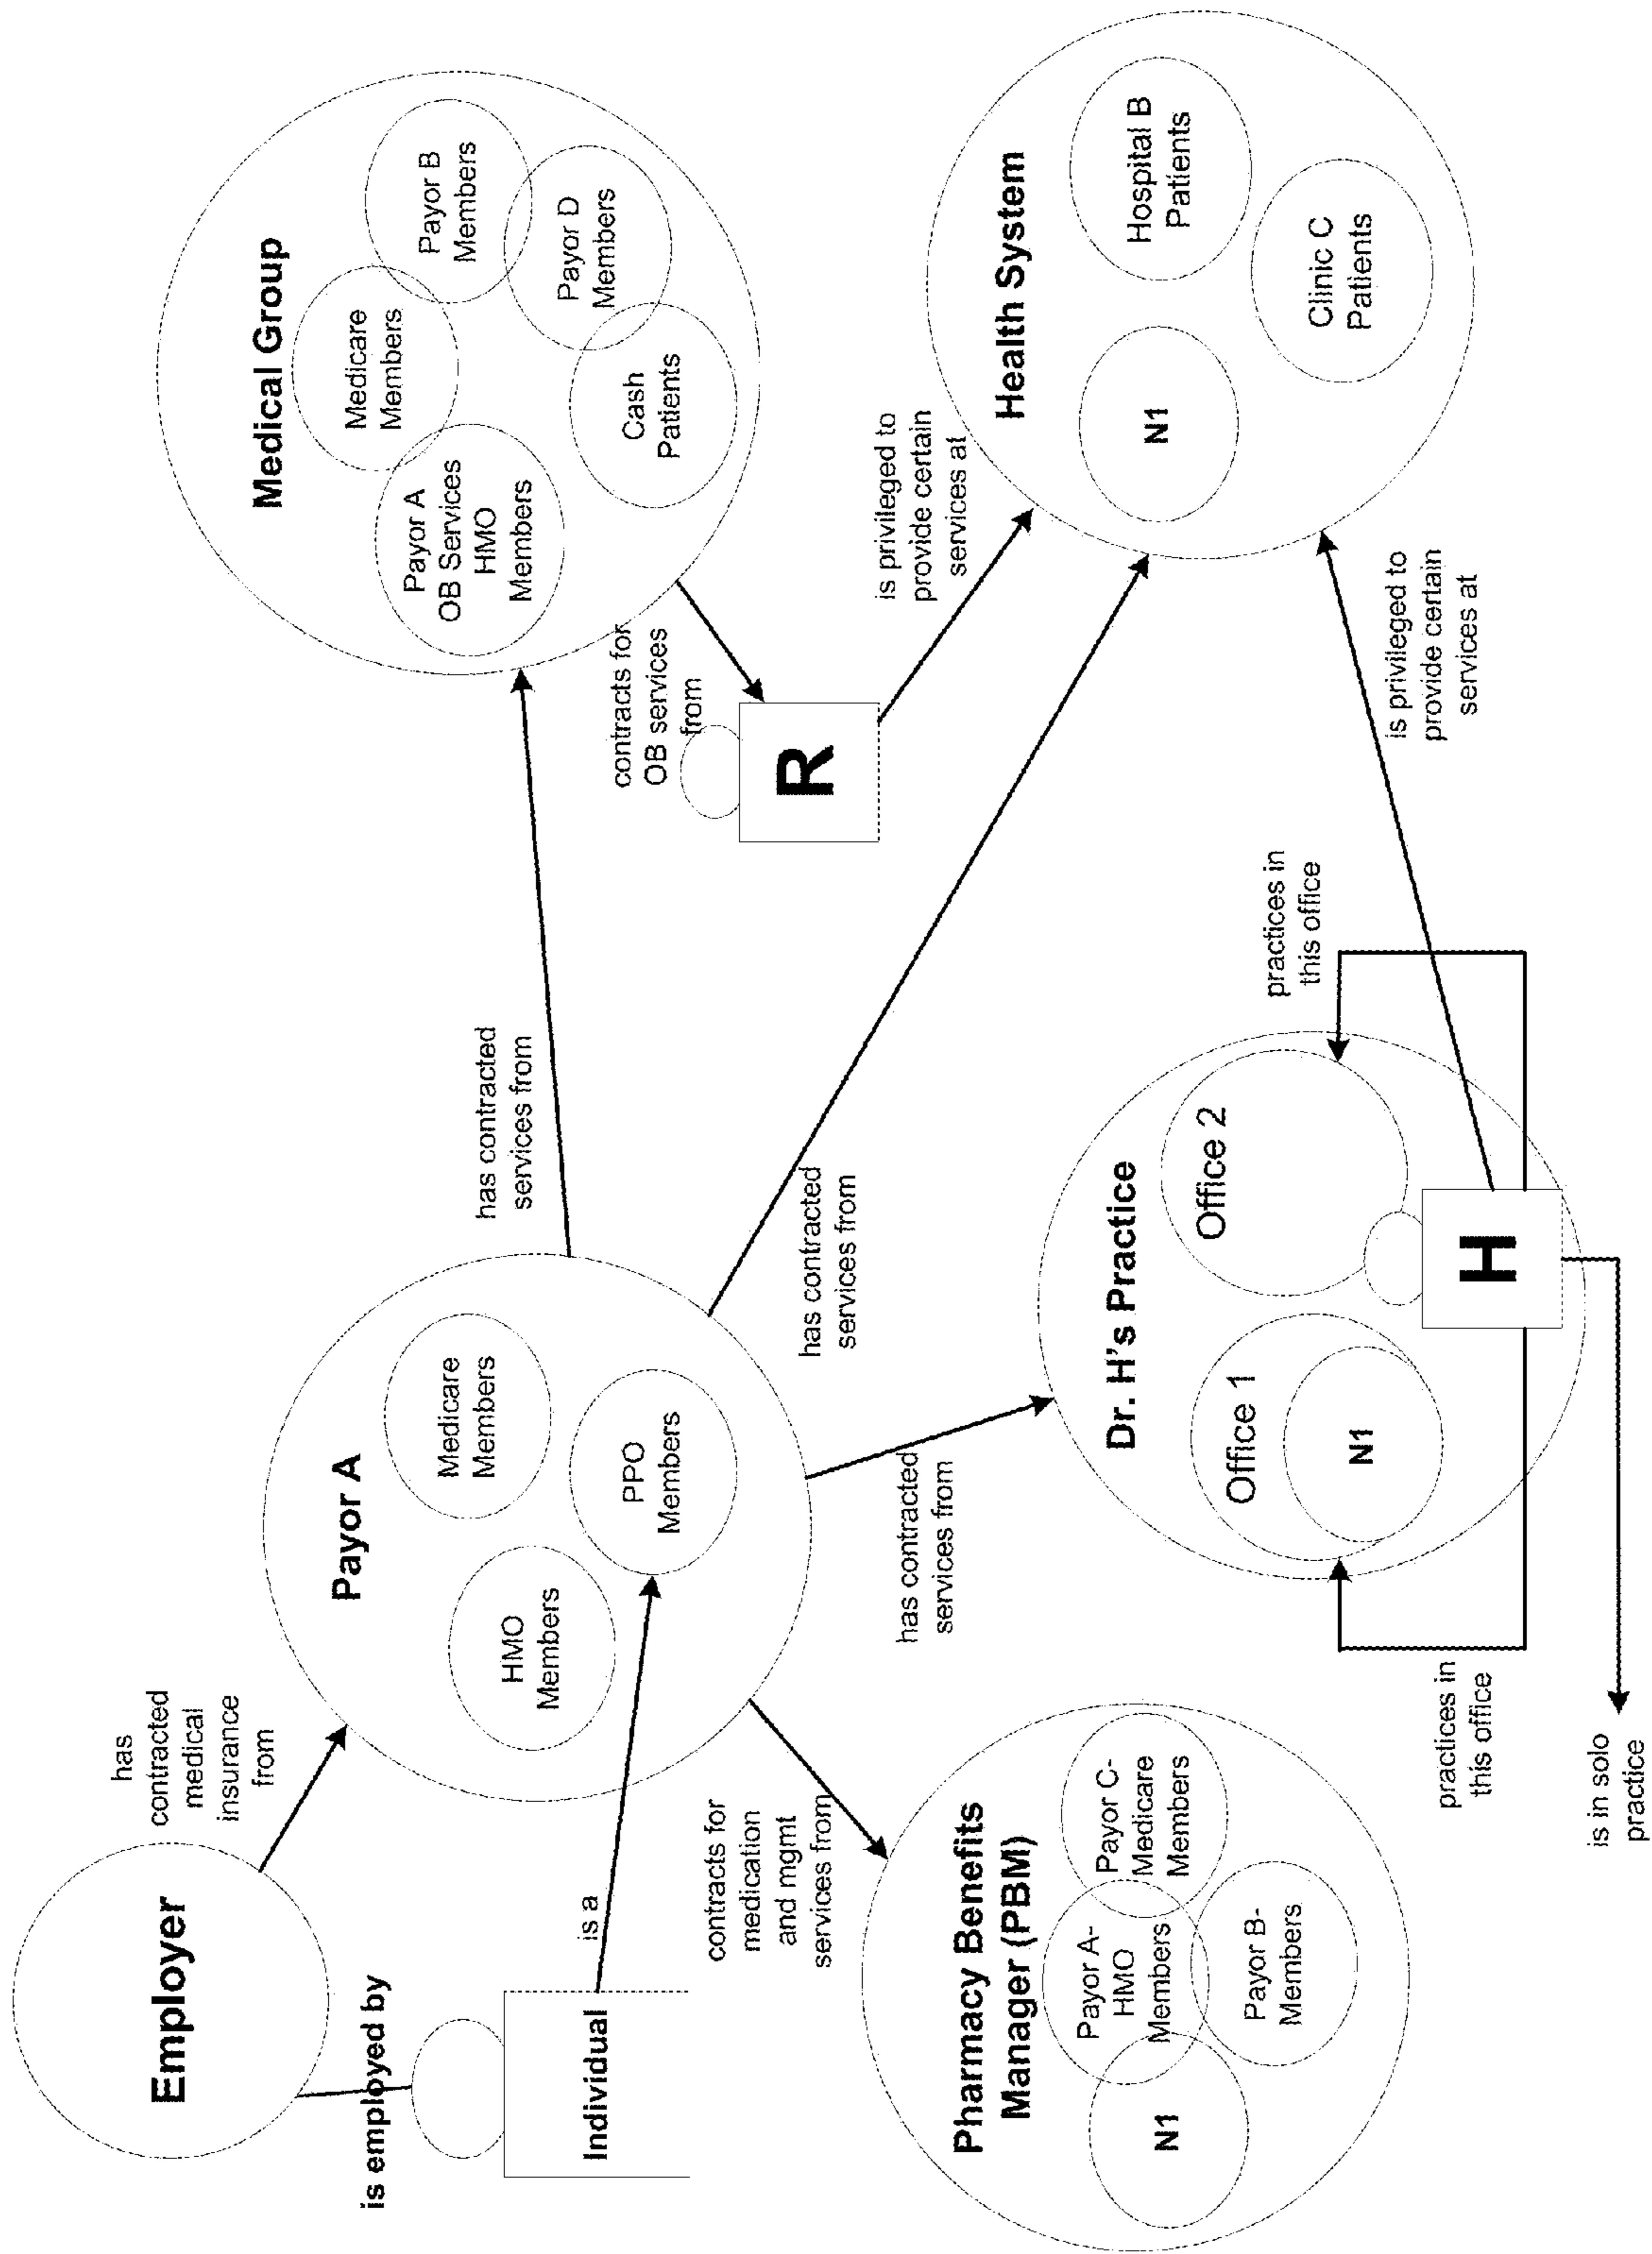 Employer
has
contracted
medical
insurance
from
is employed by
Individual
is a
Payor A
HMO
Members
Medicare
Members
PPO
Members
has contracted
services from
Medical Group
Payor A
OB Services
HMO
Members
Medicare
Members
Payor B
Members
Payor D
Members
Cash
Patients
contracts for
OB services
from
R
is privileged to
provide certain
services at
has contracted
services from
contracts for
medication
and mgmt
services from
Pharmacy Benefits
Manager (PBM)
N1
Payor A-
HMO
Members
Payor C-
Medicare
Members
Payor B-
Members
has contracted
services from
Dr. H's Practice
Office 1
N1
Office 2
H
practices in
this office
practices in
this office
is in solo
practice
Health System
N1
Hospital B
Patients
Clinic C
Patients
is privileged to
provide certain
services at